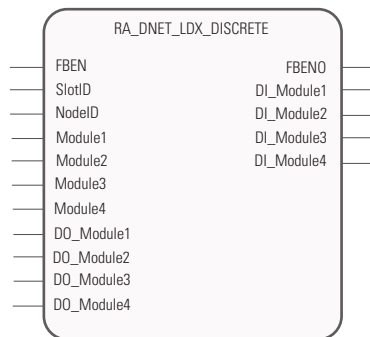 RA_DNET_LDX_DISCRETE
FBEN FBENO
SlotID DI_Module1
NodeID DI_Module2
Module1 DI_Module3
Module2 DI_Module4
Module3
Module4
DO_Module1
DO_Module2
DO_Module3
DO_Module4